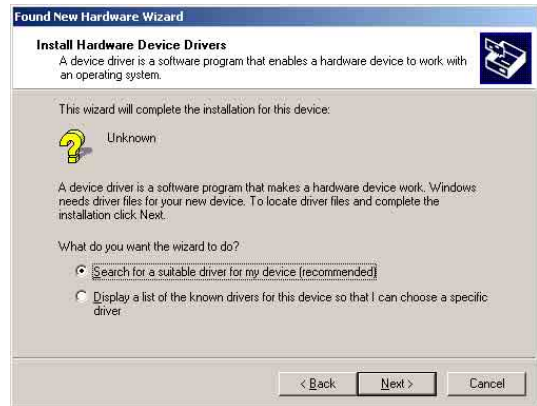 Found New Hardware Wizard
Install Hardware Device Drivers
A device driver is a software program that enables a hardware device to work with
an operating system.
This wizard will complete the installation for this device:
Unknown
A device driver is a software program that makes a hardware device work. Windows
needs driver files for your new device. To locate driver files and complete the
installation click Next.
What do you want the wizard to do?
Search for a suitable driver for my device (recommended)
Display a list of the known drivers for this device so that I can choose a specific
driver
< Back Next > Cancel